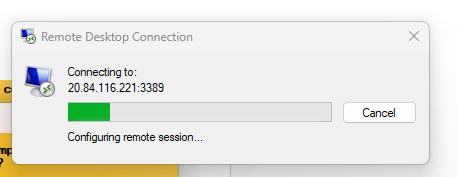 Remote Desktop Connection
Connecting to:
20.84.116.221:3389
Cancel
Configuring remote session...
?